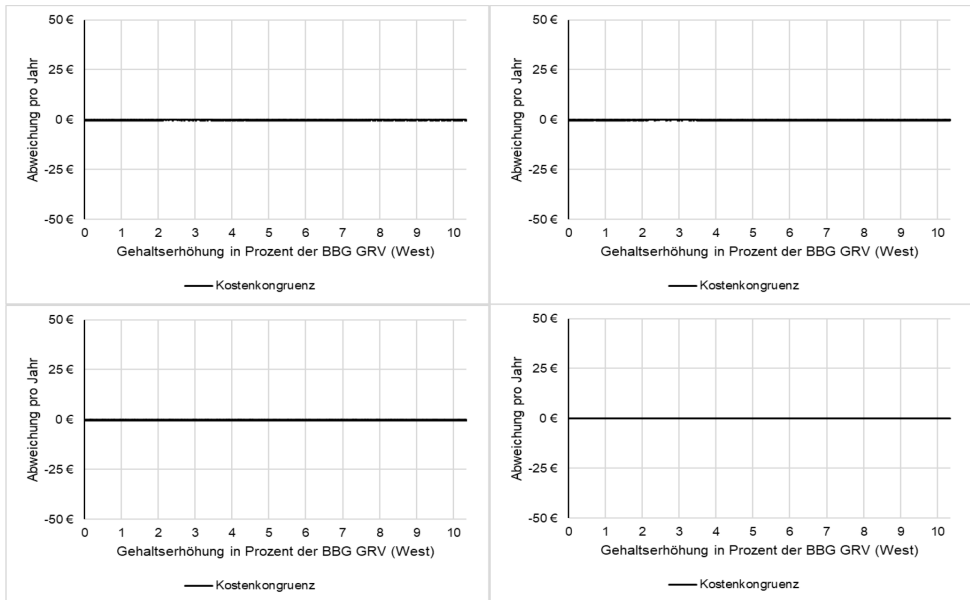 50 €
25 €
0 €
-25 €
-50 €
Abweichung pro Jahr
0 1 2 3 4 5 6 7 8 9 10
Gehaltserhöhung in Prozent der BBG GRV (West)
Kostenkongruenz
50 €
25 €
0 €
-25 €
-50 €
Abweichung pro Jahr
0 1 2 3 4 5 6 7 8 9 10
Gehaltserhöhung in Prozent der BBG GRV (West)
Kostenkongruenz
50 €
25 €
0 €
-25 €
-50 €
Abweichung pro Jahr
0 1 2 3 4 5 6 7 8 9 10
Gehaltserhöhung in Prozent der BBG GRV (West)
Kostenkongruenz
50 €
25 €
0 €
-25 €
-50 €
Abweichung pro Jahr
0 1 2 3 4 5 6 7 8 9 10
Gehaltserhöhung in Prozent der BBG GRV (West)
Kostenkongruenz